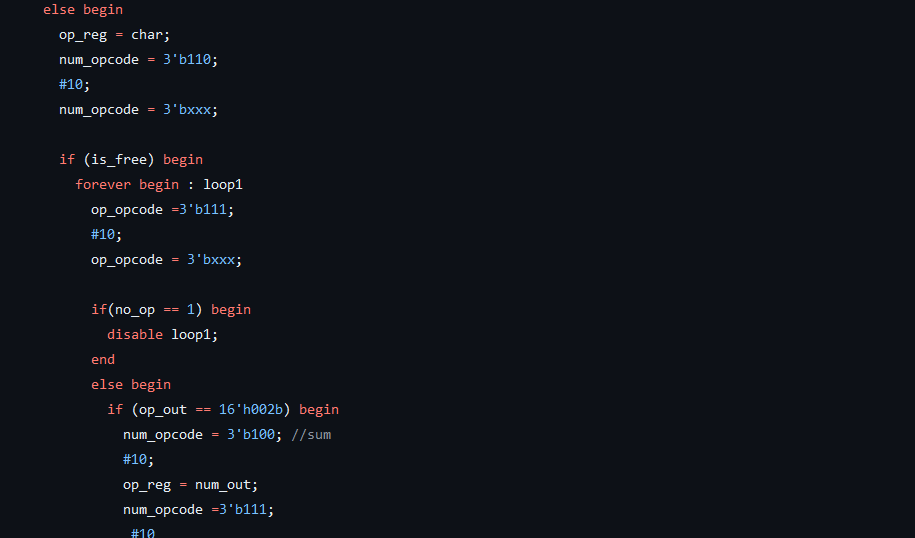 else begin
op_reg = char;
num_opcode = 3'b110;
#10;
num_opcode = 3'bxxx;
if (is_free) begin
forever begin : loop1
op_opcode =3'b111;
#10;
op_opcode = 3'bxxx;
if(no_op == 1) begin
disable loop1;
end
else begin
if (op_out == 16'h002b) begin
num_opcode = 3'b100; //sum
#10;
op_reg = num_out;
num_opcode =3'b111;
#10